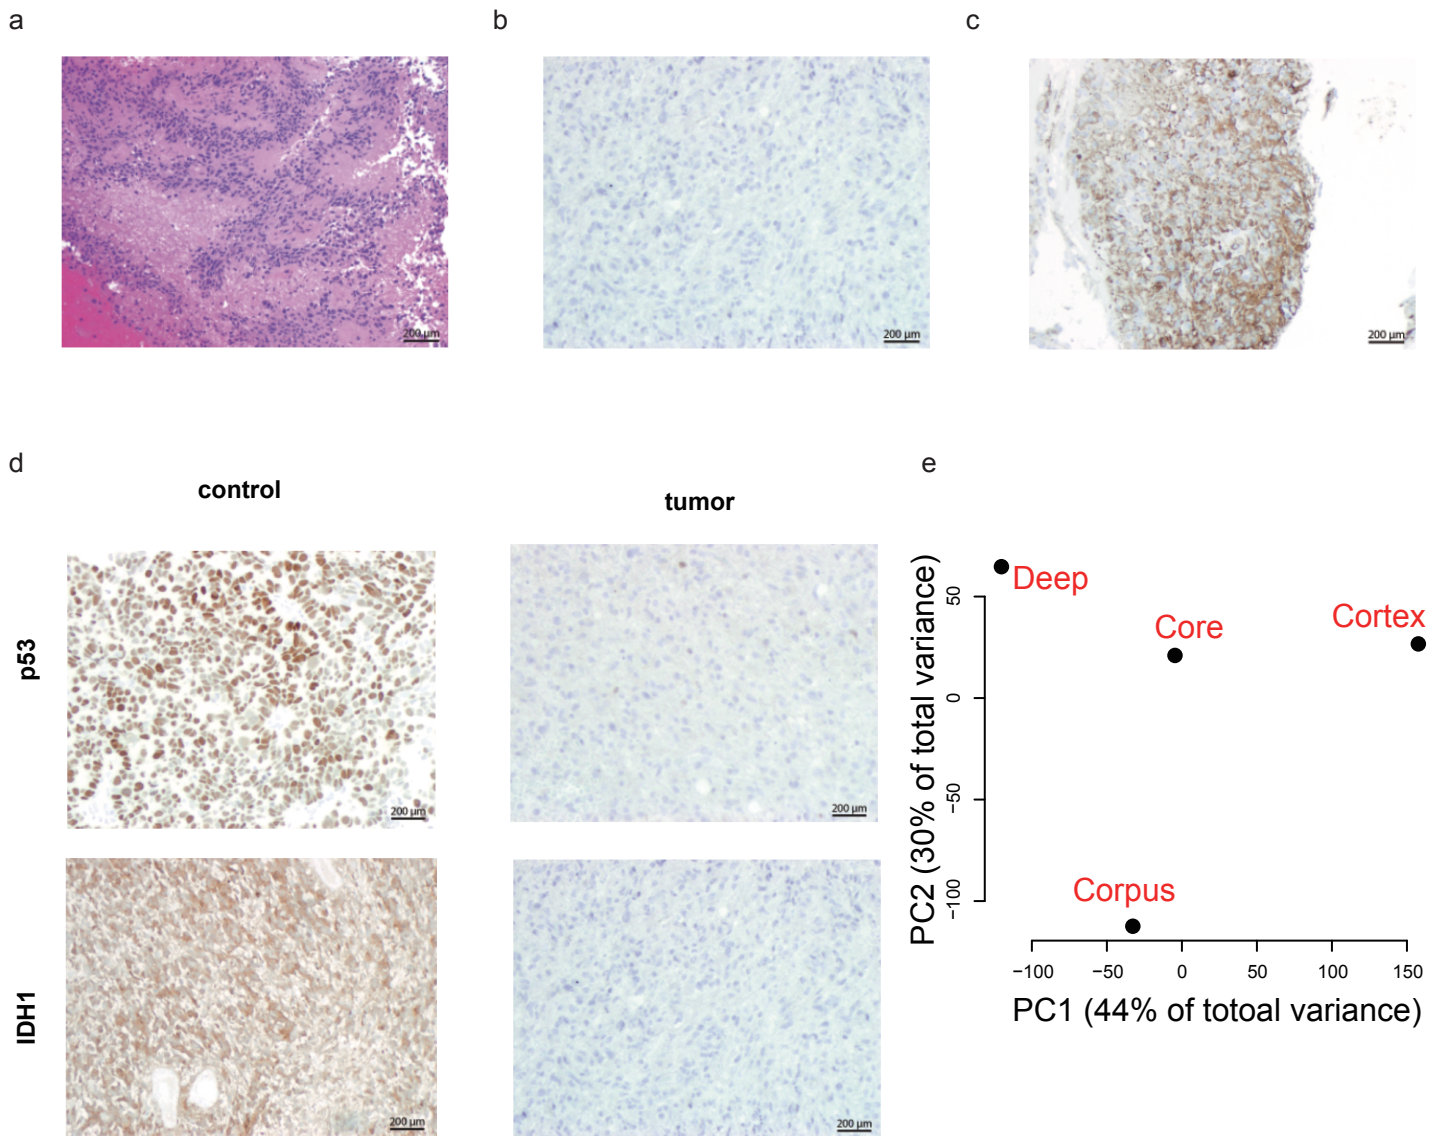 a
b
c
200 µm
200 µm
200 µm
d
e
control
tumor
p53
200 µm
200 µm
IDH1
200 µm
200 µm
PC2 (30% of total variance)
50
0
−50
−100
Deep
Core
Cortex
Corpus
−100 −50 0 50 100 150
PC1 (44% of totoal variance)